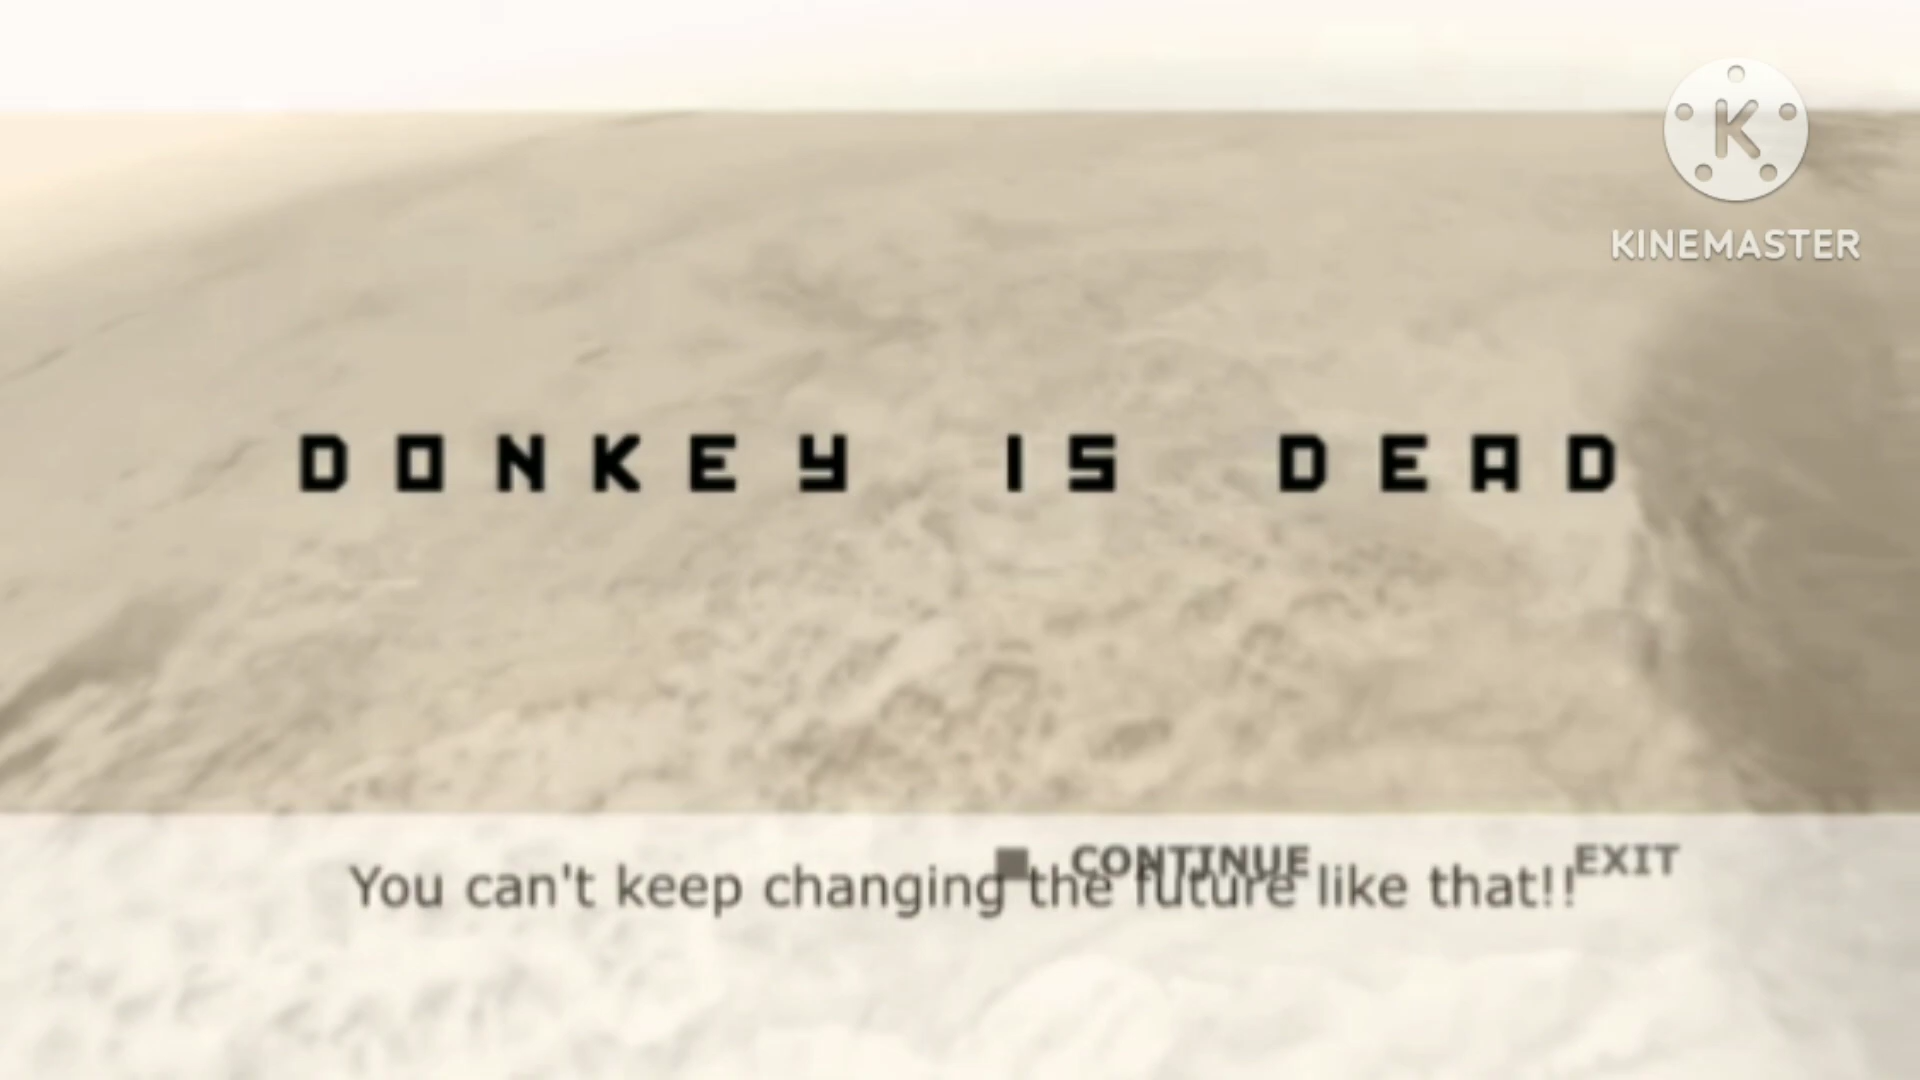 K
KINEMASTER
DONKEY IS DEAD
CONTINUE EXIT
You can't keep changing the future like that!!